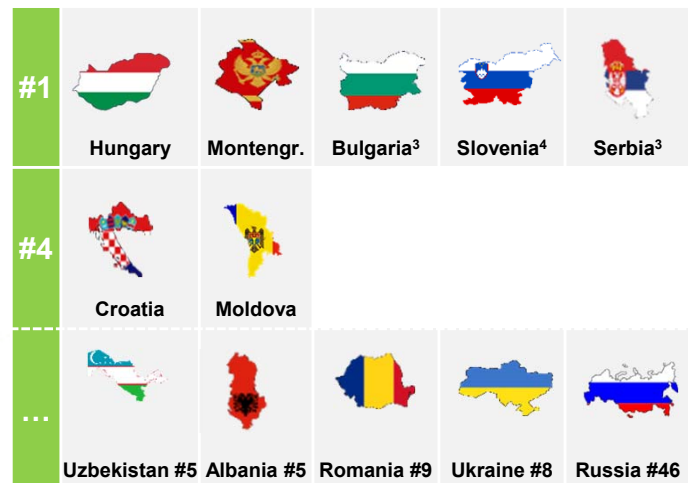 #1
Hungary
Montengr.
Bulgaria³
Slovenia⁴
Serbia³
#4
Croatia
Moldova
...
Uzbekistan #5
Albania #5
Romania #9
Ukraine #8
Russia #46